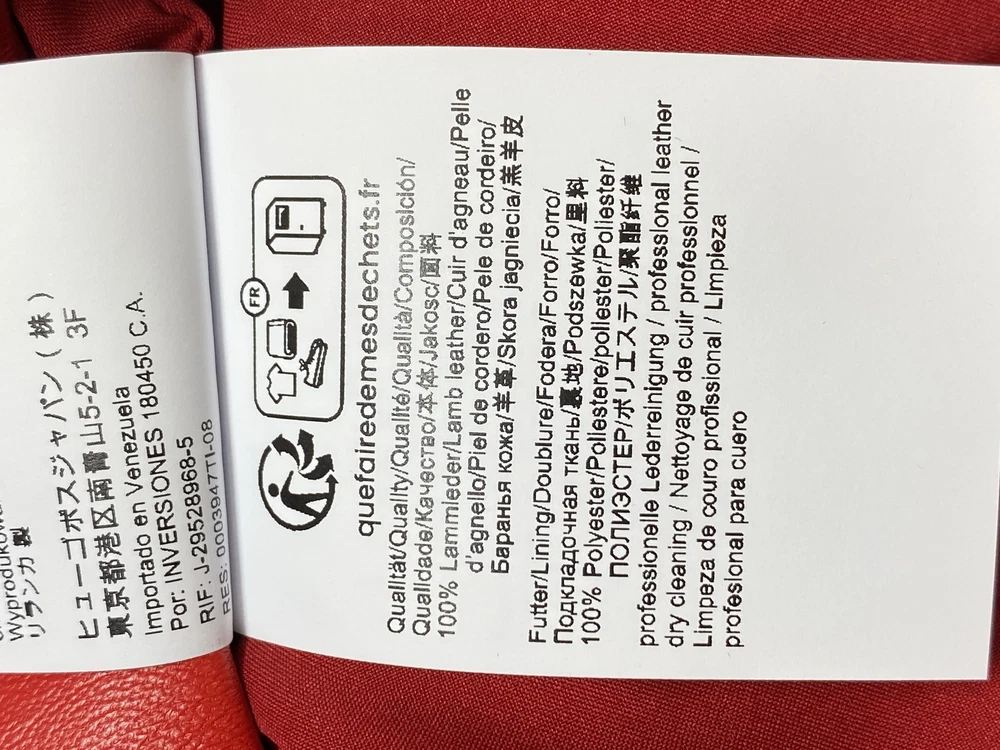 Wyprodukowa
リランカ製
ヒューゴボスジャパン(株)
東京都港区南青山5-2-1 3F
Importado en Venezuela
Por: INVERSIONES 180450 C.A.
RIF: J-29528968-5
RES: 0003947TI-08
FR
quefairedemesdechets.fr
Qualität/Quality/Qualité/Qualità/Composición/
Qualidade/Качество/本体/Jakosc/面料
100% Lammleder/Lamb leather/Cuir d'agneau/Pelle
d'agnello/Piel de cordero/Pele de cordeiro/
Баранья кожа/羊革/Skora jagniecia/羔羊皮
Futter/Lining/Doublure/Fodera/Forro/Forro/
Подкладочная ткань/裏地/Podszewka/里料
100% Polyester/Poliestere/poliester/Poliester/
ПОЛИЭСТЕР/ポリエステル/聚酯纤维
professionelle Lederreinigung / professional leather
dry cleaning / Nettoyage de cuir professionnel /
Limpeza de couro profissional / Limpieza
profesional para cuero